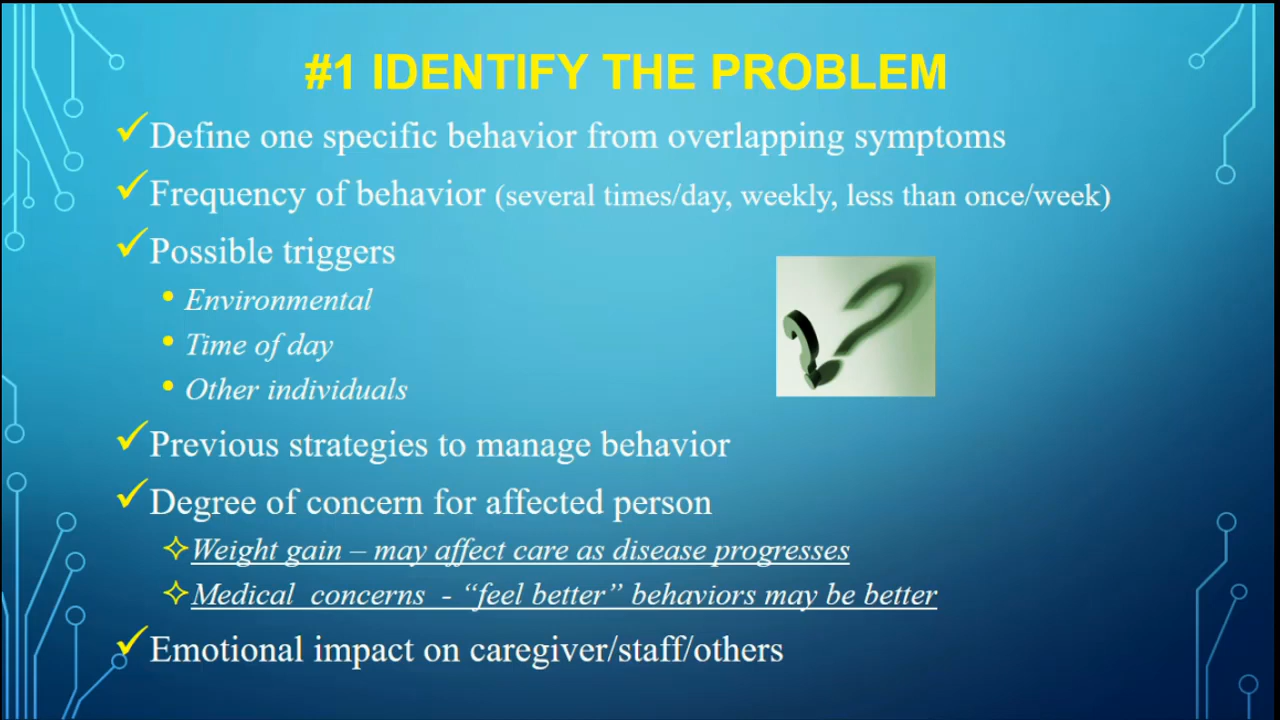 #1 IDENTIFY THE PROBLEM
Define one specific behavior from overlapping symptoms
Frequency of behavior (several times/day, weekly, less than once/week)
Possible triggers
Environmental
Time of day
Other individuals
Previous strategies to manage behavior
Degree of concern for affected person
Weight gain – may affect care as disease progresses
Medical concerns - “feel better” behaviors may be better
Emotional impact on caregiver/staff/others